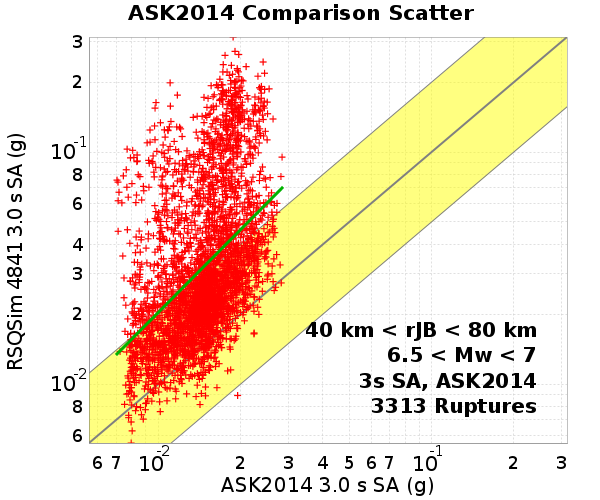 ASK2014 Comparison Scatter
RSQSim 4841 3.0 s SA (g)
3
2
10-1
8
6
4
3
2
10-2
8
6
40 km < rJB < 80 km
6.5 < Mw < 7
3s SA, ASK2014
3313 Ruptures
6 7 10-2 2 3 4 5 6 7 10-1 2 3
ASK2014 3.0 s SA (g)